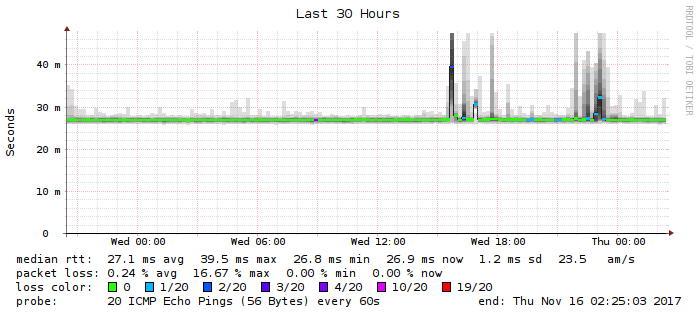 Last 30 Hours
RRDTOOL / TOBI OETIKER
Seconds
40 m
30 m
20 m
10 m
0
Wed 00:00 Wed 06:00 Wed 12:00 Wed 18:00 Thu 00:00
median rtt: 27.1 ms avg 39.5 ms max 26.8 ms min 26.9 ms now 1.2 ms sd 23.5 am/s
packet loss: 0.24 % avg 16.67 % max 0.00 % min 0.00 % now
loss color: 0 1/20 2/20 3/20 4/20 10/20 19/20
probe: 20 ICMP Echo Pings (56 Bytes) every 60s end: Thu Nov 16 02:25:03 2017